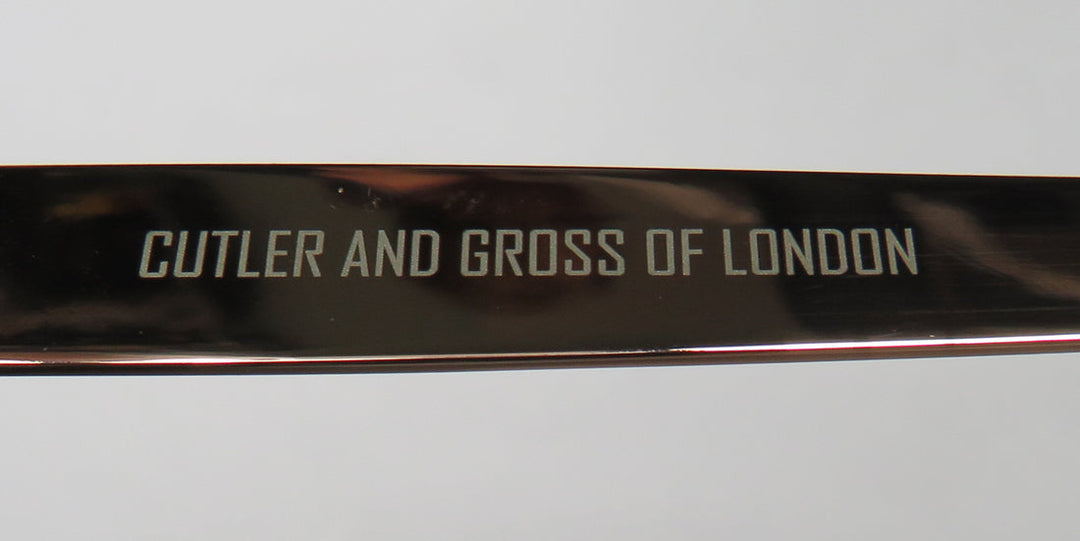 CUTLER AND GROSS OF LONDON